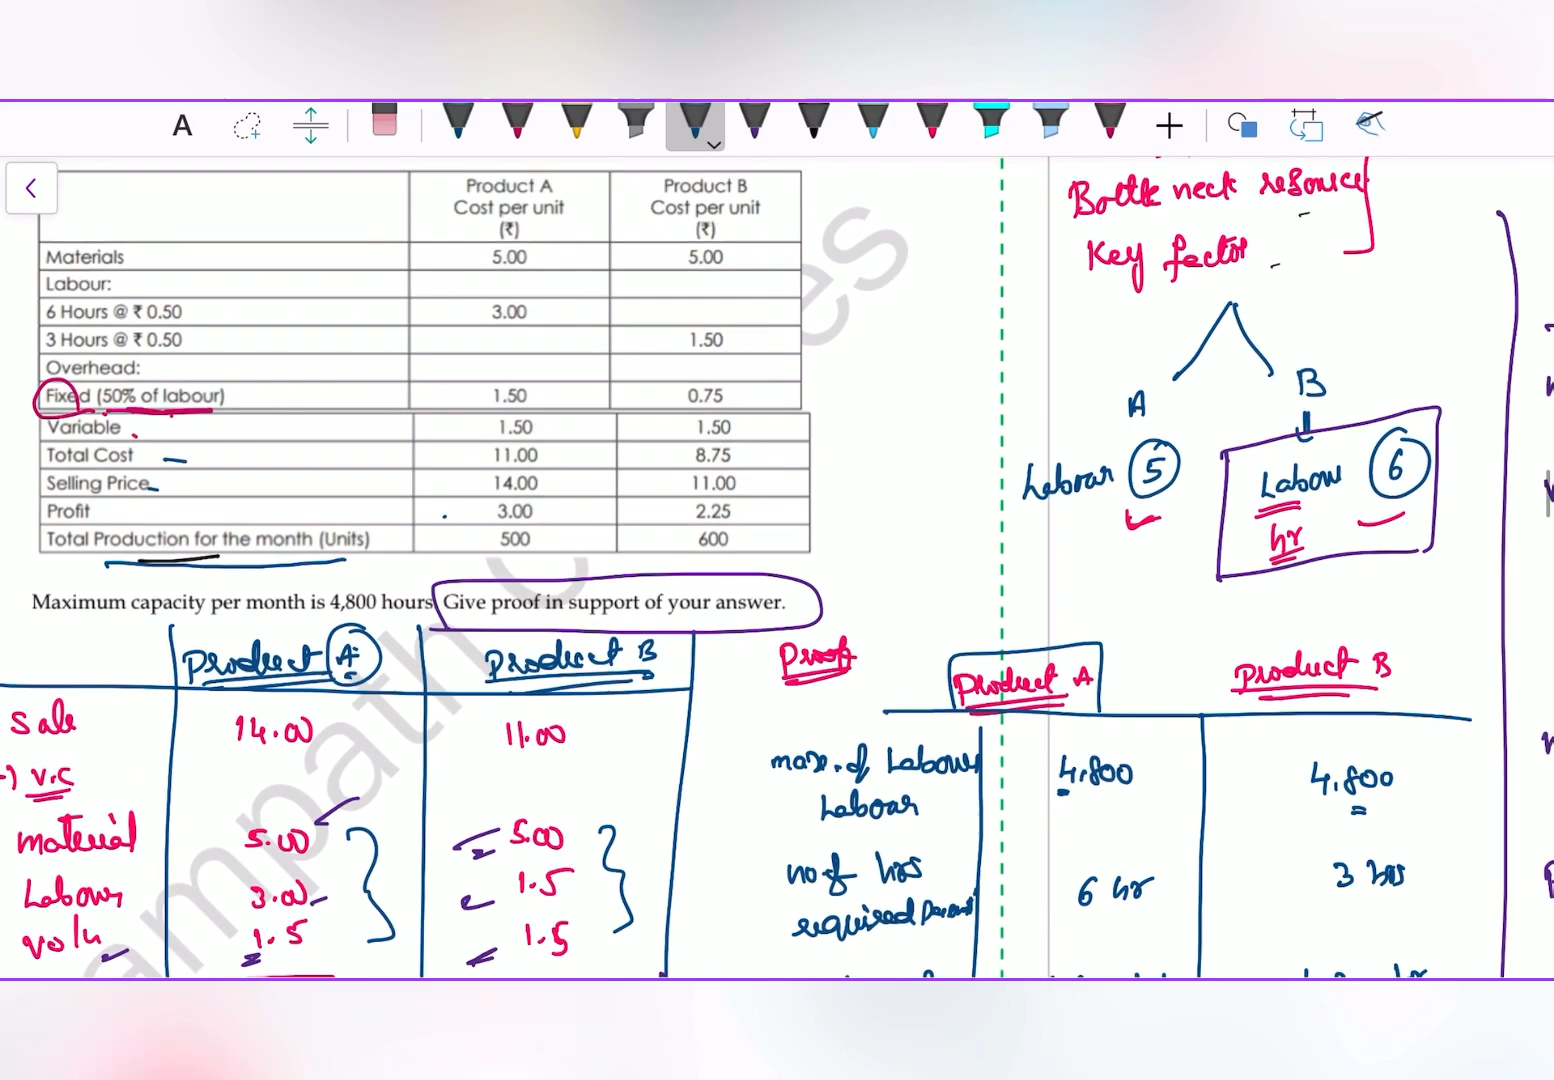 A
Product A
Cost per unit
(₹)
Product B
Cost per unit
(₹)
Materials 5.00 5.00
Labour:
6 Hours @ ₹ 0.50 3.00
3 Hours @ ₹ 0.50 1.50
Overhead:
Fixed (50% of labour) 1.50 0.75
Variable 1.50 1.50
Total Cost 11.00 8.75
Selling Price 14.00 11.00
Profit 3.00 2.25
Total Production for the month (Units) 500 600
Maximum capacity per month is 4,800 hours. Give proof in support of your answer.
Product A Product B
Sale 14.00 11.00
-) V.C
material 5.00 5.00
Labour 3.00 1.5
1.5 1.5
Bottle neck resource
Key factor
A B
Labour 5
Labour 6
hr
Proof
Product A Product B
max. of Labour 4,800 4,800
Labour
no of hrs 6 hr 3 hrs
required